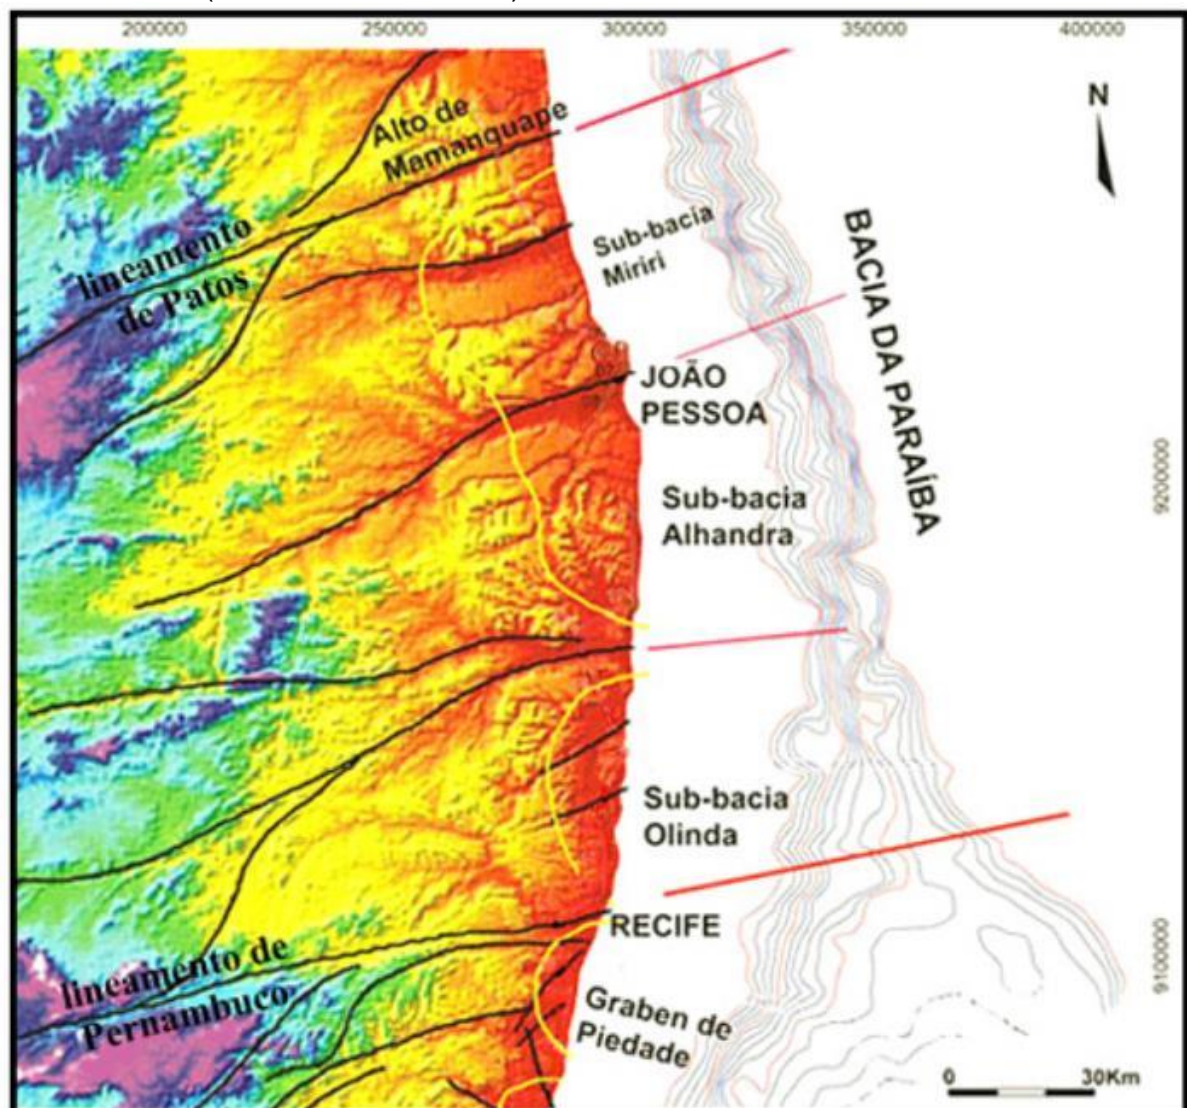 200000 250000 300000 350000 400000
N
Alto de
Mamanguape
lineamento
de Patos
Sub-bacia
Miriri
BACIA DA PARAÍBA
JOÃO
PESSOA
9200000
Sub-bacia
Alhandra
Sub-bacia
Olinda
RECIFE
lineamento de
Pernambuco
Graben de
Piedade
9100000
0 30Km